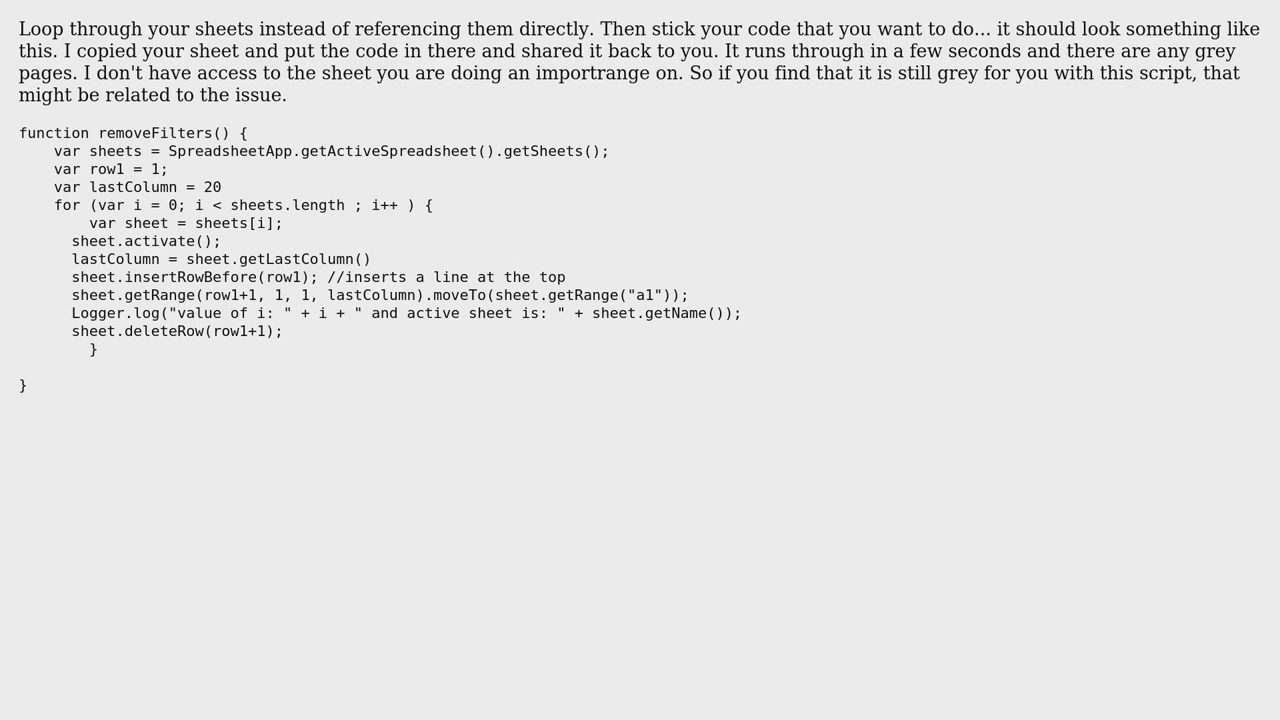 Loop through your sheets instead of referencing them directly. Then stick your code that you want to do... it should look something like
this. I copied your sheet and put the code in there and shared it back to you. It runs through in a few seconds and there are any grey
pages. I don't have access to the sheet you are doing an importrange on. So if you find that it is still grey for you with this script, that
might be related to the issue.
function removeFilters() {
    var sheets = SpreadsheetApp.getActiveSpreadsheet().getSheets();
    var row1 = 1;
    var lastColumn = 20
    for (var i = 0; i < sheets.length ; i++ ) {
        var sheet = sheets[i];
      sheet.activate();
      lastColumn = sheet.getLastColumn()
      sheet.insertRowBefore(row1); //inserts a line at the top
      sheet.getRange(row1+1, 1, 1, lastColumn).moveTo(sheet.getRange("a1"));
      Logger.log("value of i: " + i + " and active sheet is: " + sheet.getName());
      sheet.deleteRow(row1+1);
        }
}